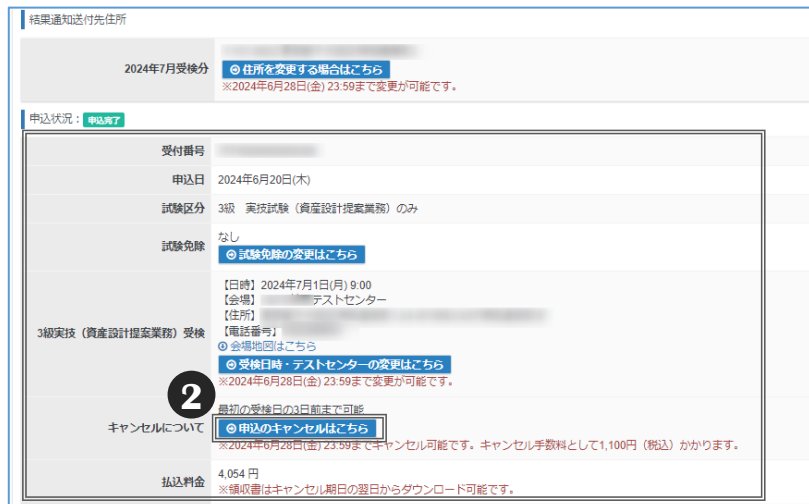 結果通知送付先住所
2024年7月受検分
住所を変更する場合はこちら
※2024年6月28日(金) 23:59まで変更が可能です。
申込状況：申込完了
受付番号
申込日 2024年6月20日(木)
試験区分 3級　実技試験（資産設計提案業務）のみ
試験免除 なし
試験免除の変更はこちら
3級実技（資産設計提案業務）受検
【日時】2024年7月1日(月) 9:00
【会場】テストセンター
【住所】
【電話番号】
会場地図はこちら
受検日時・テストセンターの変更はこちら
※2024年6月28日(金) 23:59まで変更が可能です。
2
キャンセルについて 最初の受検日の3日前まで可能
申込のキャンセルはこちら
※2024年6月28日(金) 23:59までキャンセル可能です。キャンセル手数料として1,100円（税込）かかります。
払込料金 4,054 円
※領収書はキャンセル期日の翌日からダウンロード可能です。